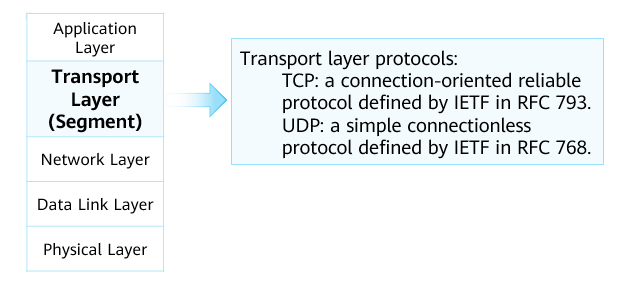 Application
Layer
Transport
Layer
(Segment)
Network Layer
Data Link Layer
Physical Layer
Transport layer protocols:
TCP: a connection-oriented reliable
protocol defined by IETF in RFC 793.
UDP: a simple connectionless
protocol defined by IETF in RFC 768.